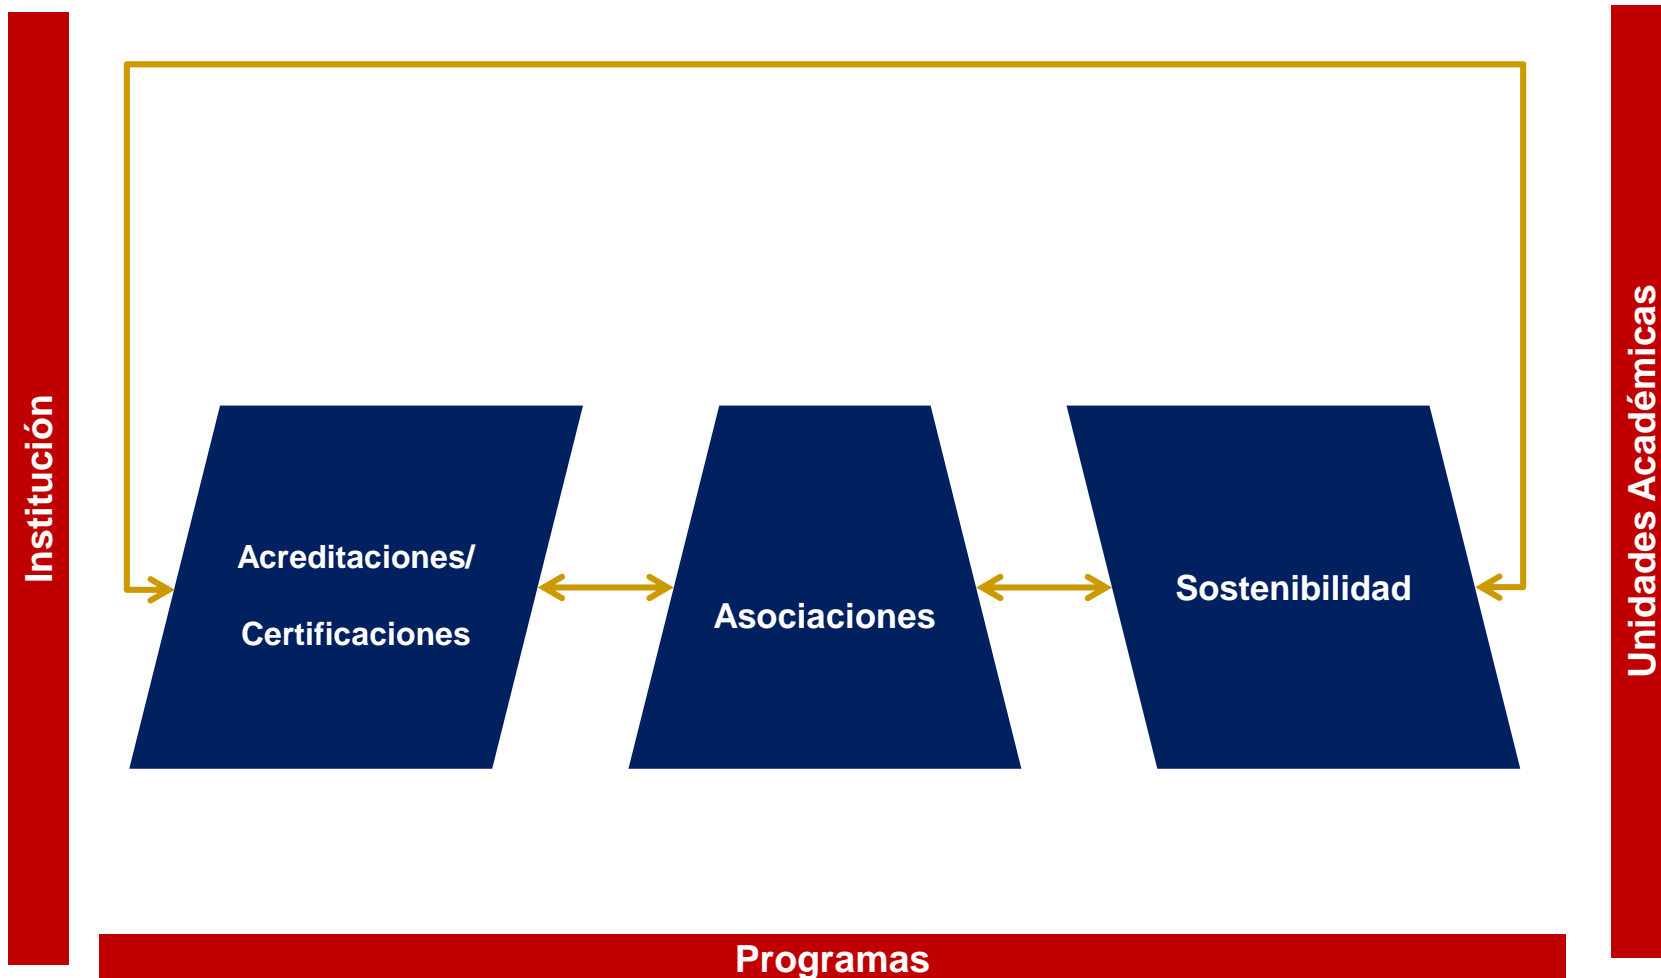 Institución
Acreditaciones/
Certificaciones
Asociaciones
Sostenibilidad
Unidades Académicas
Programas